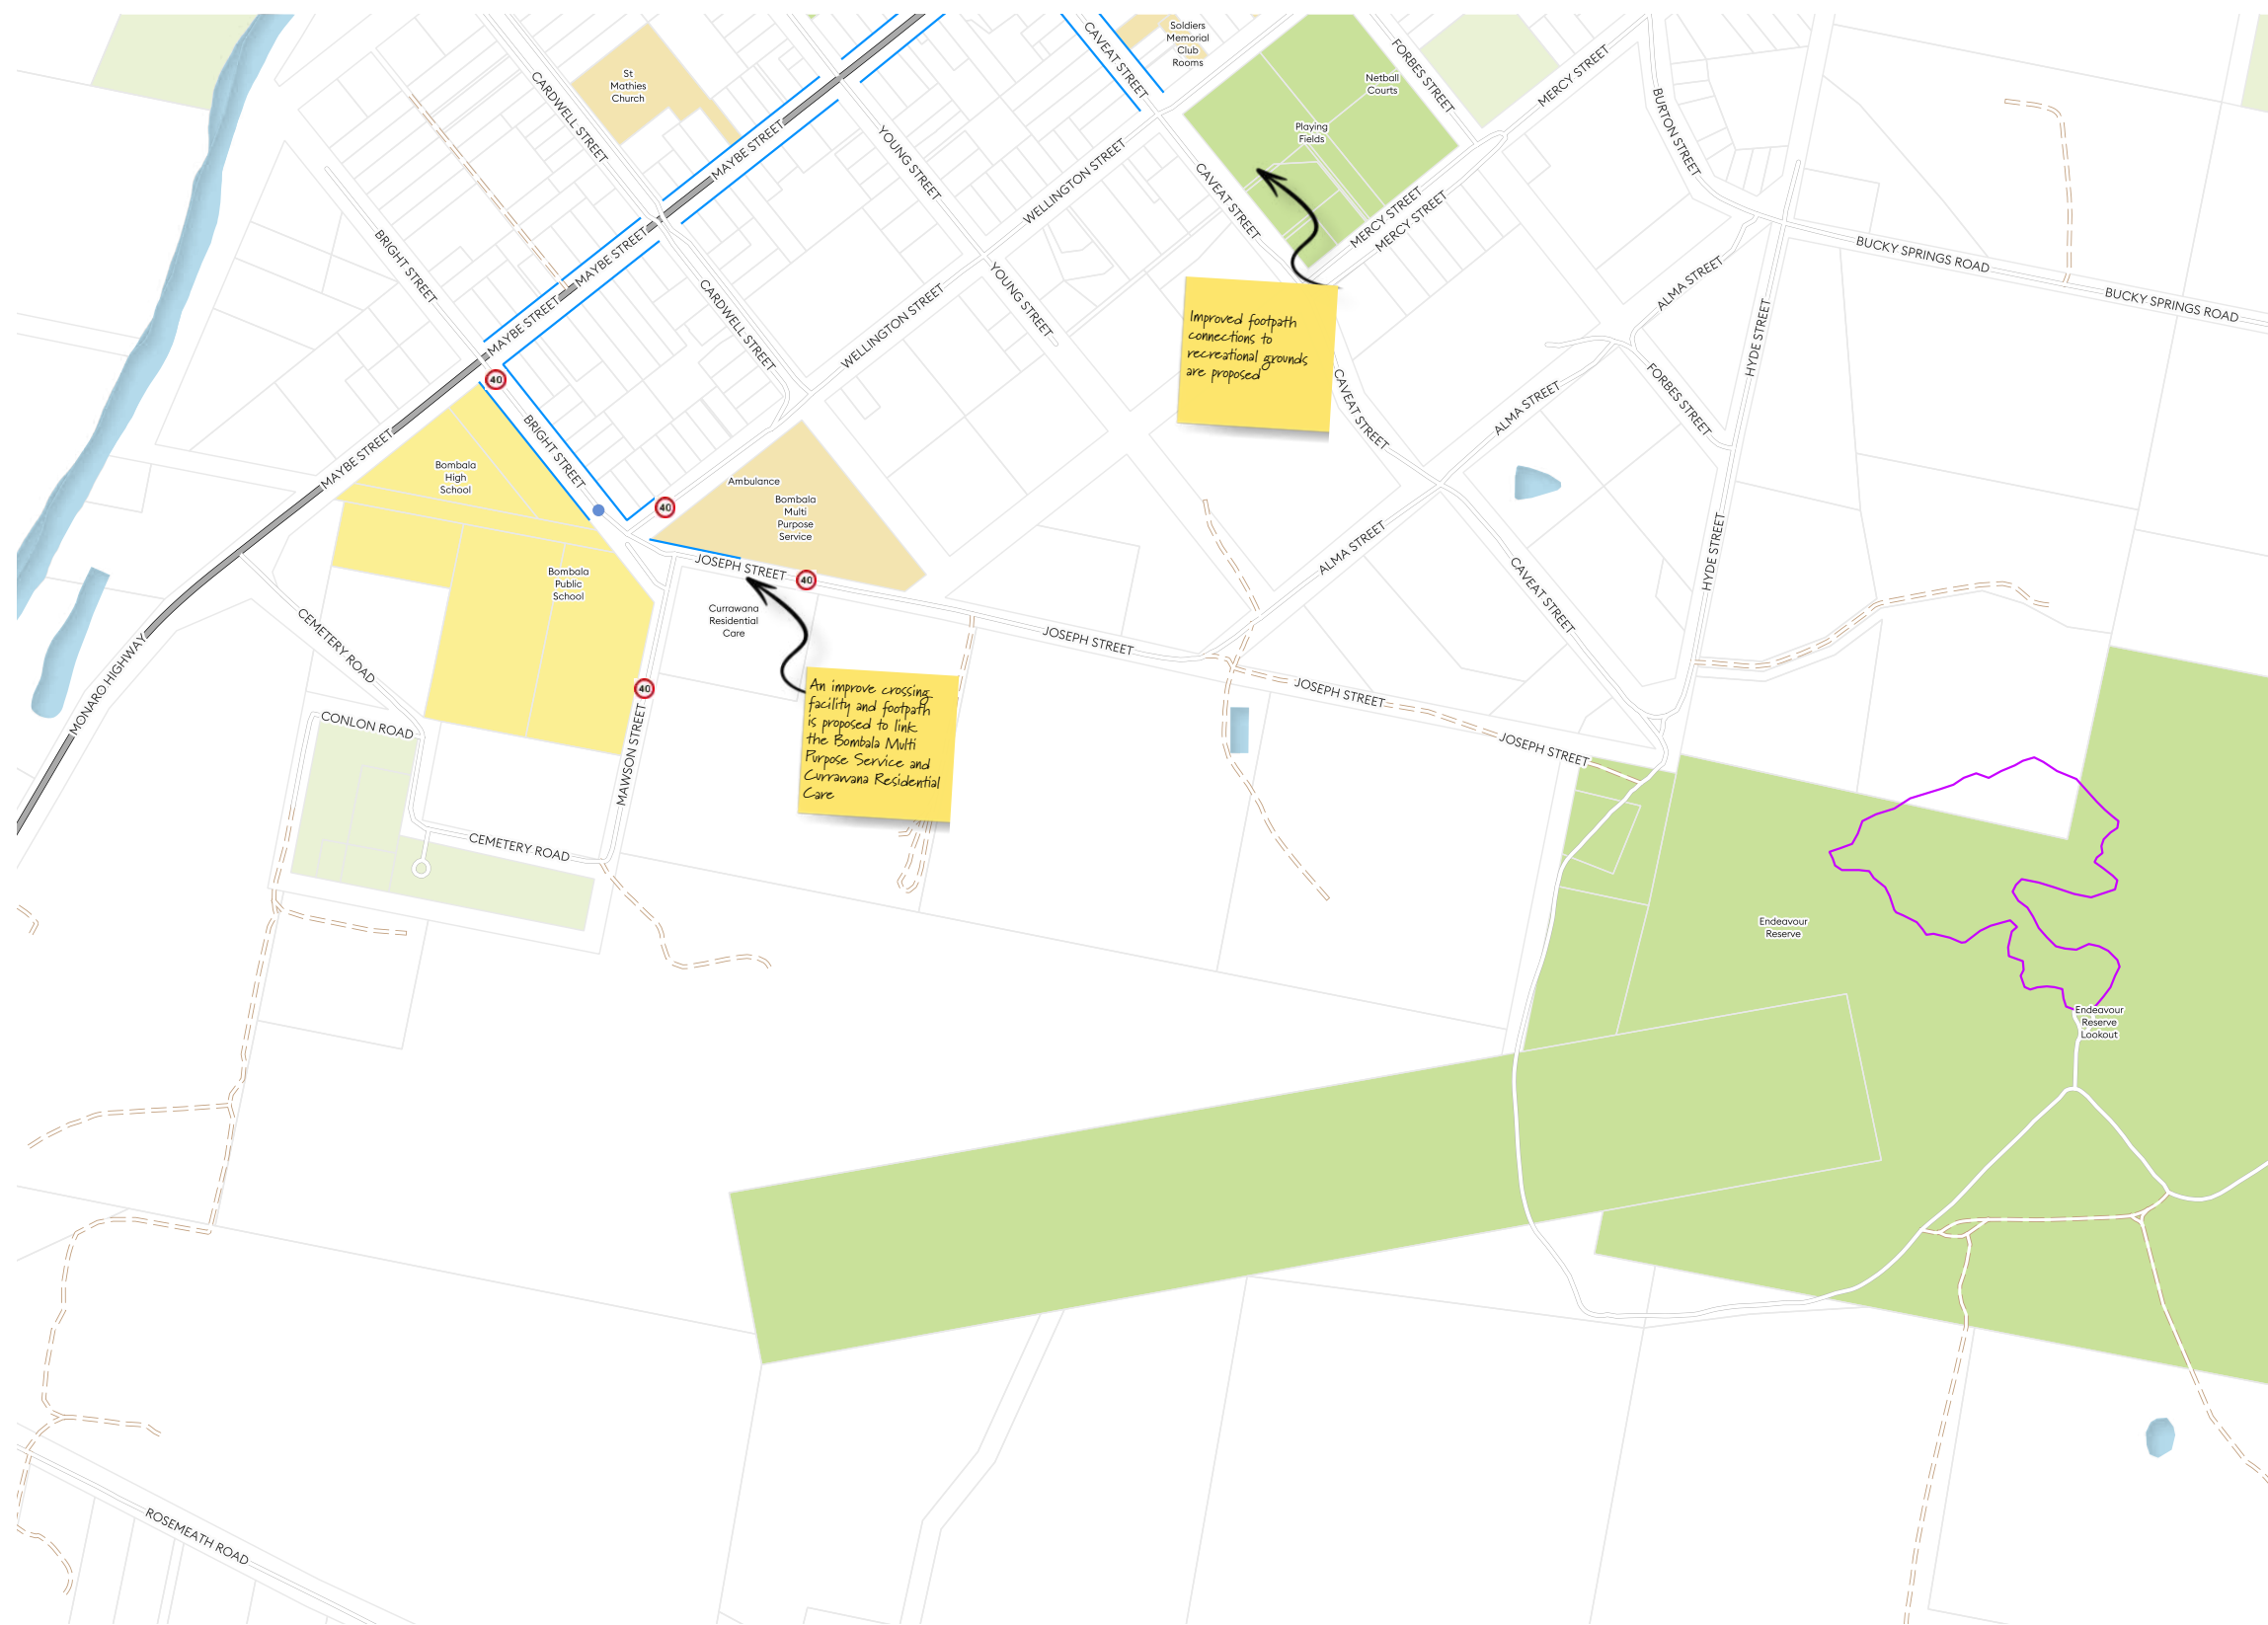 Soldiers
Memorial
Club
Rooms
CAVEAT STREET
FORBES STREET
MERCY STREET
St
Mathies
Church
CARDWELL STREET
Netball
Courts
Playing
Fields
BURTON STREET
MAYBE STREET
YOUNG STREET
WELLINGTON STREET
CAVEAT STREET
MERCY STREET
MERCY STREET
BRIGHT STREET
MAYBE STREET
MAYBE STREET
CARDWELL STREET
YOUNG STREET
WELLINGTON STREET
ALMA STREET
BUCKY SPRINGS ROAD
BUCKY SPRINGS ROAD
HYDE STREET
Improved footpath
connections to
recreational grounds
are proposed
40
CAVEAT STREET
ALMA STREET
FORBES STREET
MAYBE STREET
BRIGHT STREET
Bombala
High
School
Ambulance
Bombala
Multi
Purpose
Service
40
ALMA STREET
CAVEAT STREET
HYDE STREET
Bombala
Public
School
JOSEPH STREET
40
Currawana
Residential
Care
JOSEPH STREET
CEMETERY ROAD
MONARO HIGHWAY
40
An improve crossing
facility and footpath
is proposed to link
the Bombala Multi
Purpose Service and
Currawana Residential
Care
JOSEPH STREET
JOSEPH STREET
CONLON ROAD
MAWSON STREET
CEMETERY ROAD
Endeavour
Reserve
Endeavour
Reserve
Lookout
ROSEMEATH ROAD